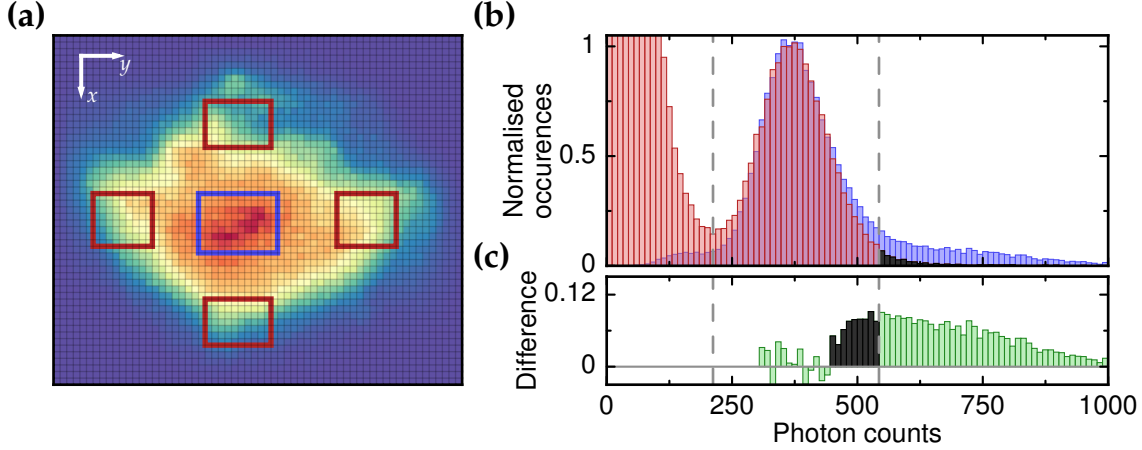 (a)
y
x
(b)
Normalised
occurences
1
0.5
0
(c)
Difference
0.12
0
0 250 500 750 1000
Photon counts